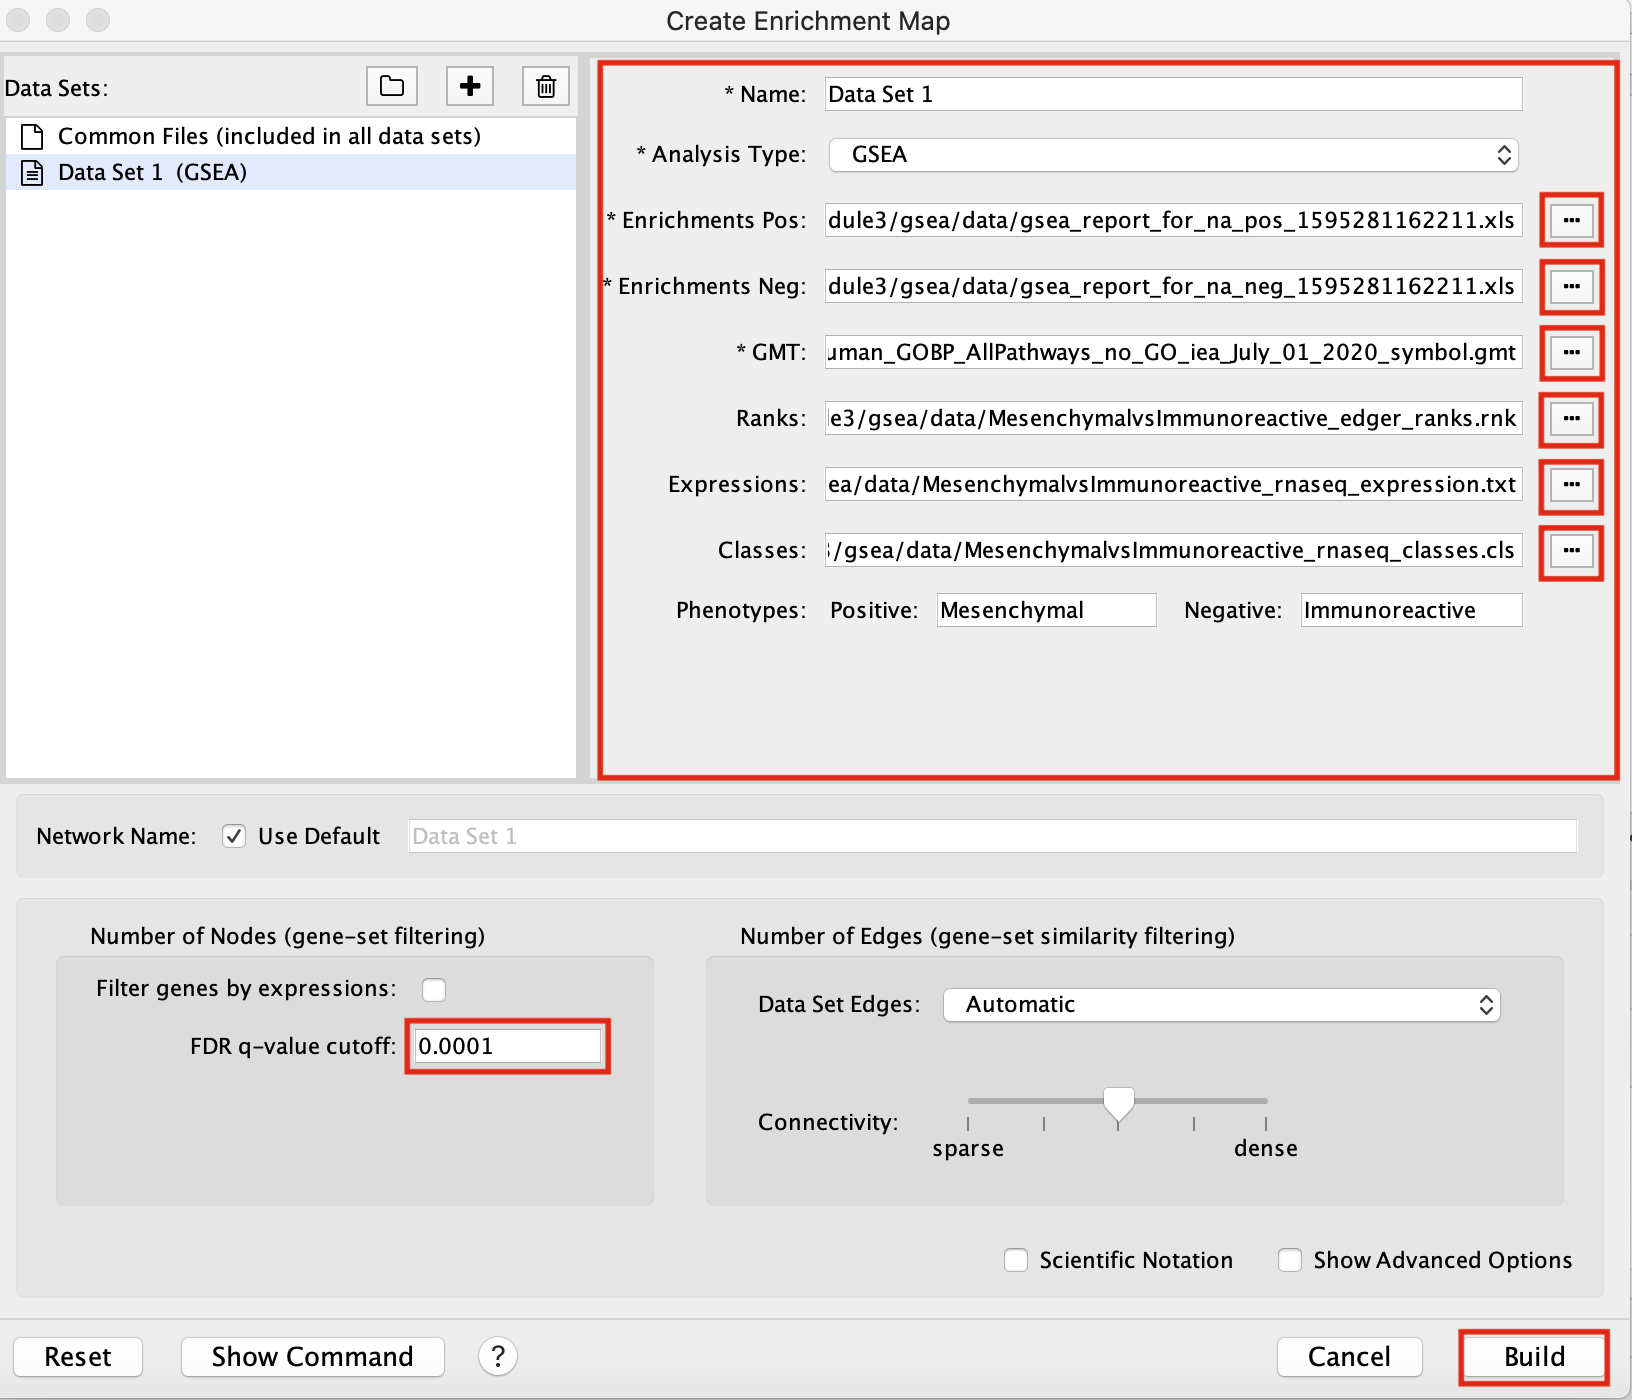 Create Enrichment Map
Data Sets:
Common Files (included in all data sets)
Data Set 1 (GSEA)
* Name: Data Set 1
* Analysis Type: GSEA
* Enrichments Pos: dule3/gsea/data/gsea_report_for_na_pos_1595281162211.xls ...
* Enrichments Neg: dule3/gsea/data/gsea_report_for_na_neg_1595281162211.xls ...
* GMT: uman_GOBP_AllPathways_no_GO_iea_July_01_2020_symbol.gmt ...
Ranks: le3/gsea/data/MesenchymalvsImmunoreactive_edger_ranks.rnk ...
Expressions: ea/data/MesenchymalvsImmunoreactive_rnaseq_expression.txt ...
Classes: 3/gsea/data/MesenchymalvsImmunoreactive_rnaseq_classes.cls ...
Phenotypes: Positive: Mesenchymal Negative: Immunoreactive
Network Name: Use Default Data Set 1
Number of Nodes (gene-set filtering)
Filter genes by expressions:
FDR q-value cutoff: 0.0001
Number of Edges (gene-set similarity filtering)
Data Set Edges: Automatic
Connectivity:
sparse dense
Scientific Notation Show Advanced Options
Reset Show Command ? Cancel Build